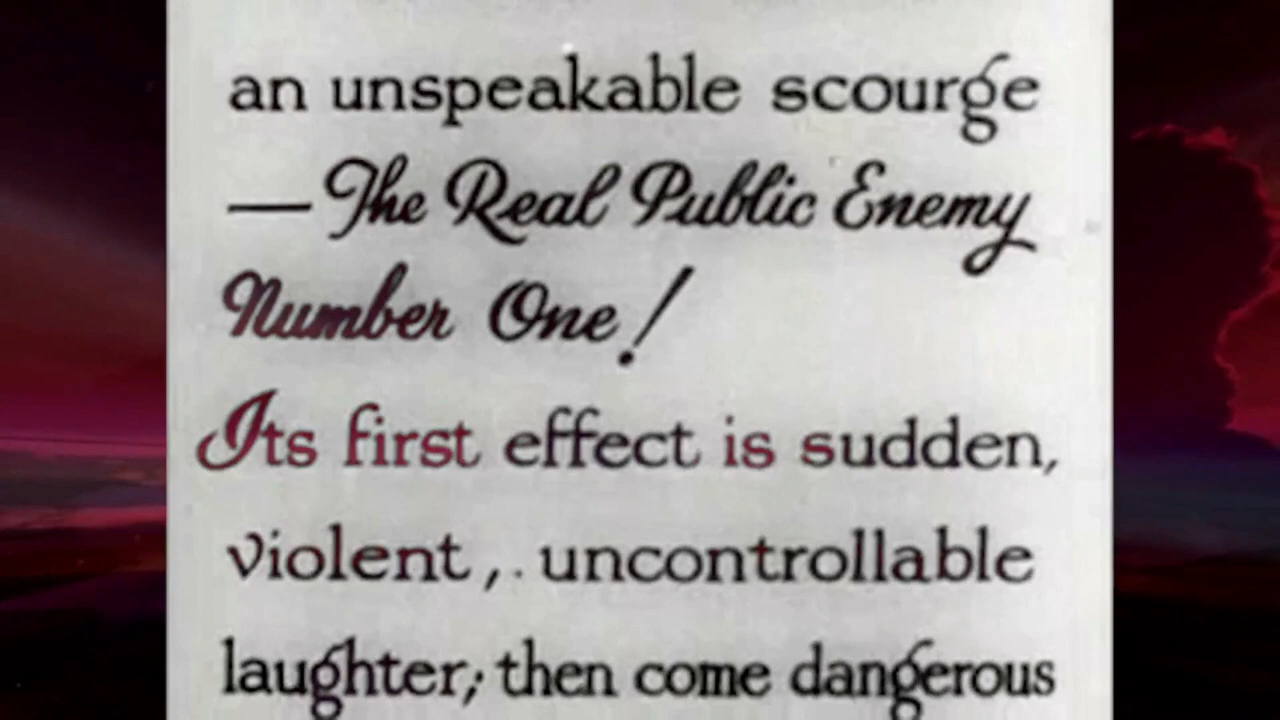 an unspeakable scourge
—The Real Public Enemy
Number One!
Its first effect is sudden,
violent, uncontrollable
laughter; then come dangerous